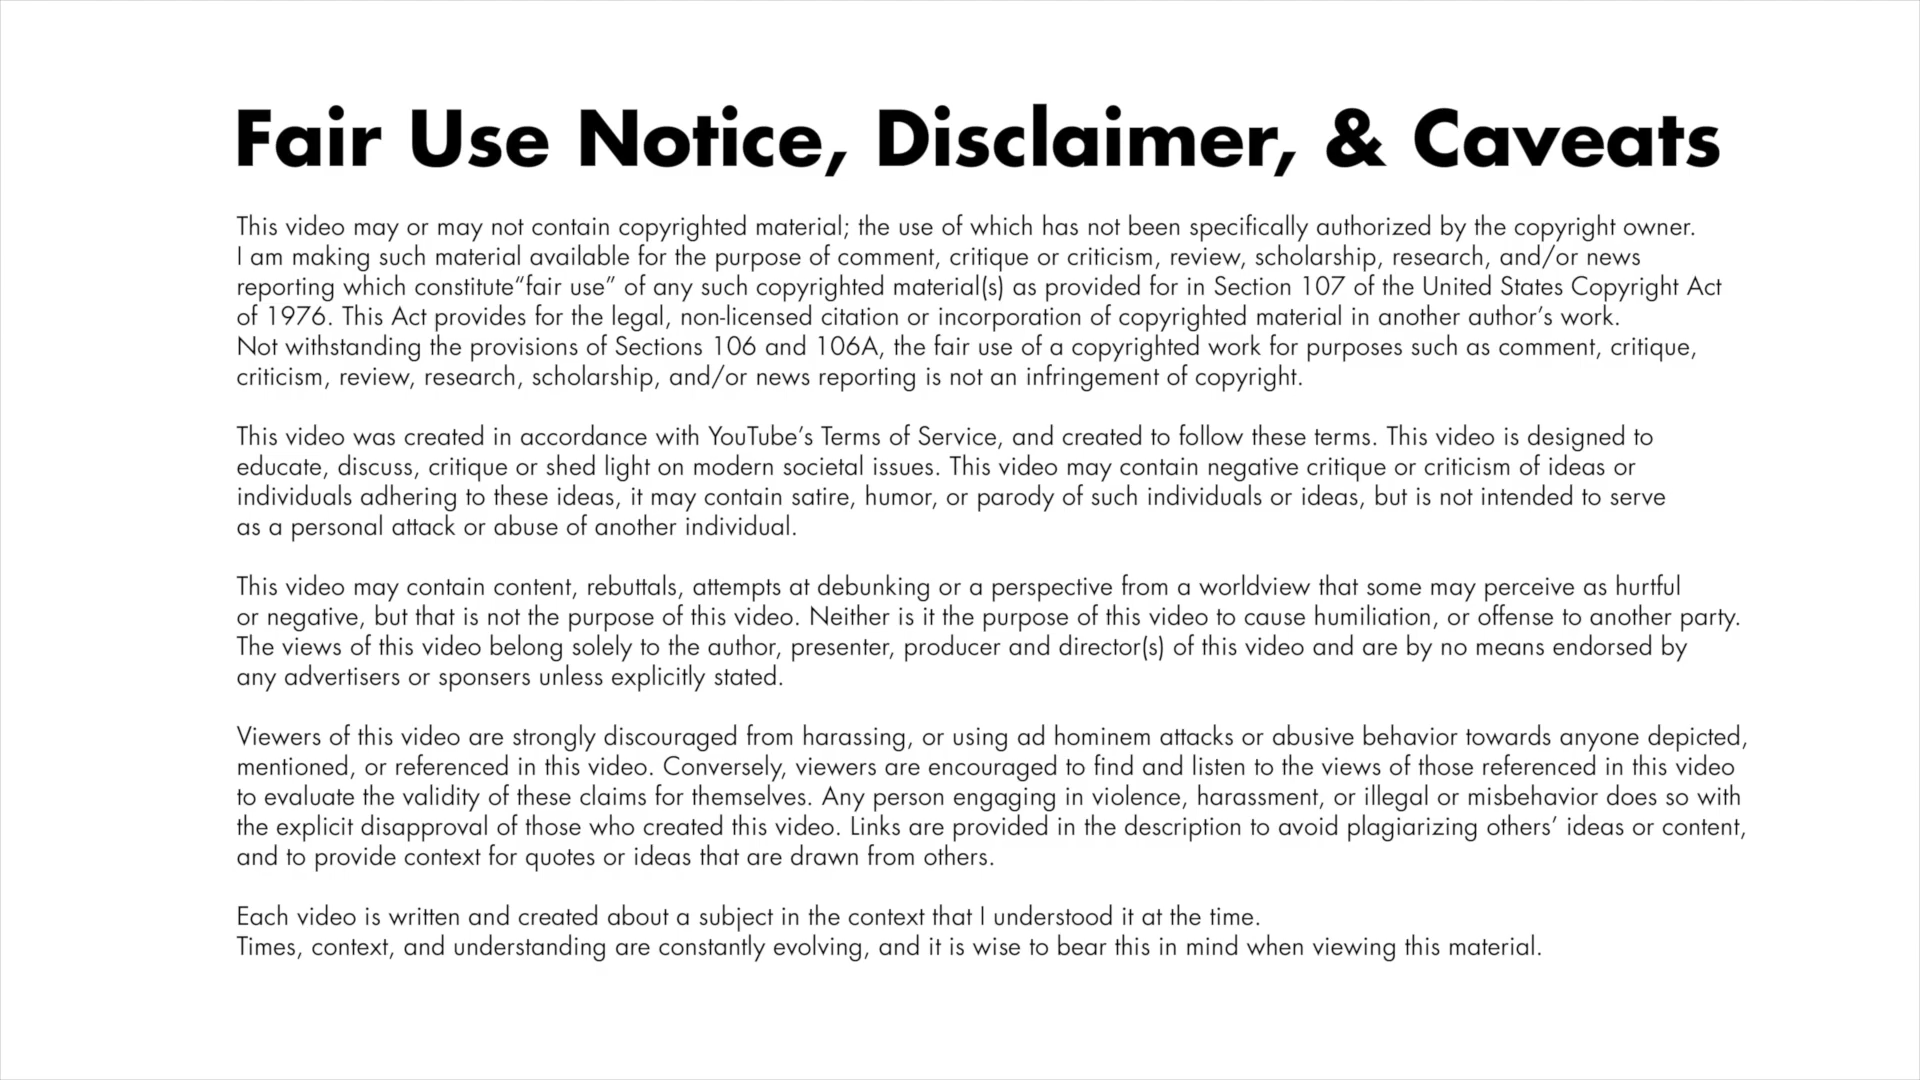 Fair Use Notice, Disclaimer, & Caveats
This video may or may not contain copyrighted material; the use of which has not been specifically authorized by the copyright owner.
I am making such material available for the purpose of comment, critique or criticism, review, scholarship, research, and/or news
reporting which constitute“fair use” of any such copyrighted material(s) as provided for in Section 107 of the United States Copyright Act
of 1976. This Act provides for the legal, non-licensed citation or incorporation of copyrighted material in another author’s work.
Not withstanding the provisions of Sections 106 and 106A, the fair use of a copyrighted work for purposes such as comment, critique,
criticism, review, research, scholarship, and/or news reporting is not an infringement of copyright.
This video was created in accordance with YouTube’s Terms of Service, and created to follow these terms. This video is designed to
educate, discuss, critique or shed light on modern societal issues. This video may contain negative critique or criticism of ideas or
individuals adhering to these ideas, it may contain satire, humor, or parody of such individuals or ideas, but is not intended to serve
as a personal attack or abuse of another individual.
This video may contain content, rebuttals, attempts at debunking or a perspective from a worldview that some may perceive as hurtful
or negative, but that is not the purpose of this video. Neither is it the purpose of this video to cause humiliation, or offense to another party.
The views of this video belong solely to the author, presenter, producer and director(s) of this video and are by no means endorsed by
any advertisers or sponsers unless explicitly stated.
Viewers of this video are strongly discouraged from harassing, or using ad hominem attacks or abusive behavior towards anyone depicted,
mentioned, or referenced in this video. Conversely, viewers are encouraged to find and listen to the views of those referenced in this video
to evaluate the validity of these claims for themselves. Any person engaging in violence, harassment, or illegal or misbehavior does so with
the explicit disapproval of those who created this video. Links are provided in the description to avoid plagiarizing others’ ideas or content,
and to provide context for quotes or ideas that are drawn from others.
Each video is written and created about a subject in the context that I understood it at the time.
Times, context, and understanding are constantly evolving, and it is wise to bear this in mind when viewing this material.